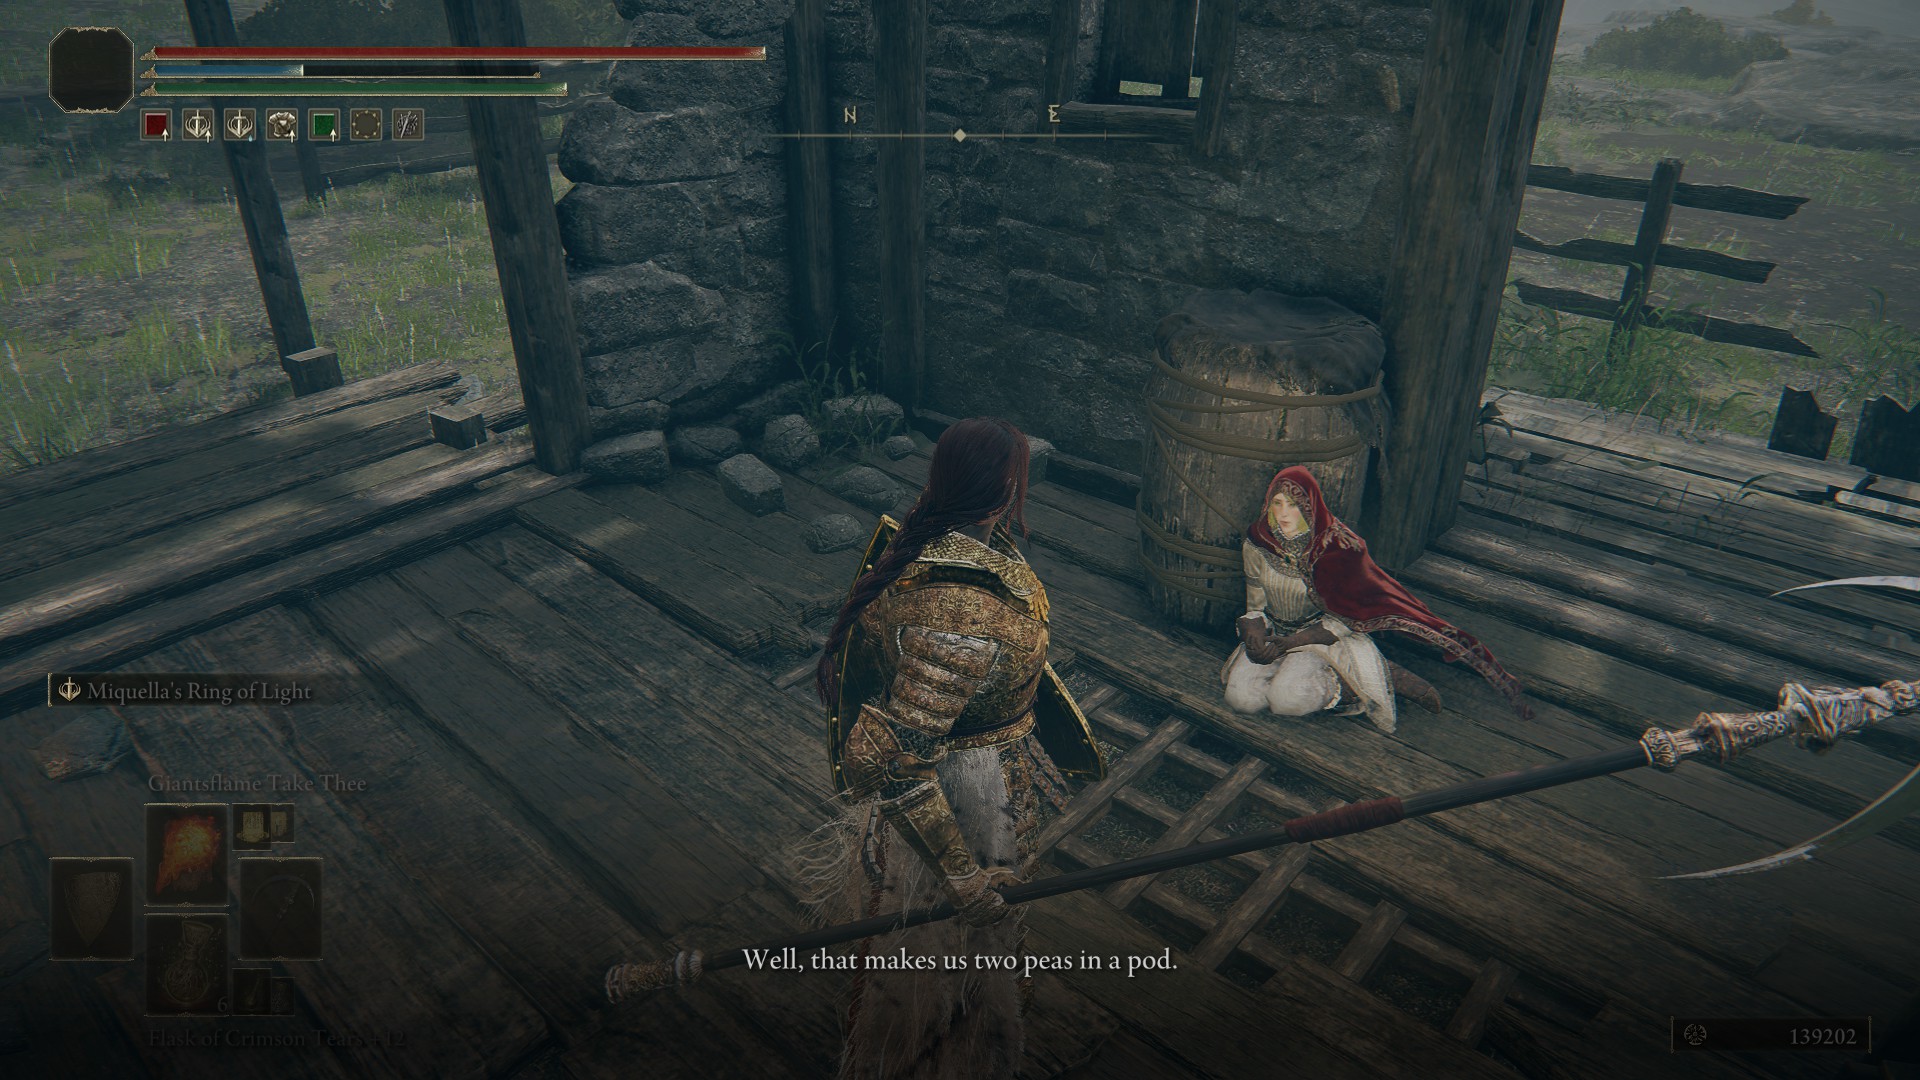 N
E
Miquella's Ring of Light
Giantsflame Take Thee
6
Flask of Crimson Tears +12
Well, that makes us two peas in a pod.
139202